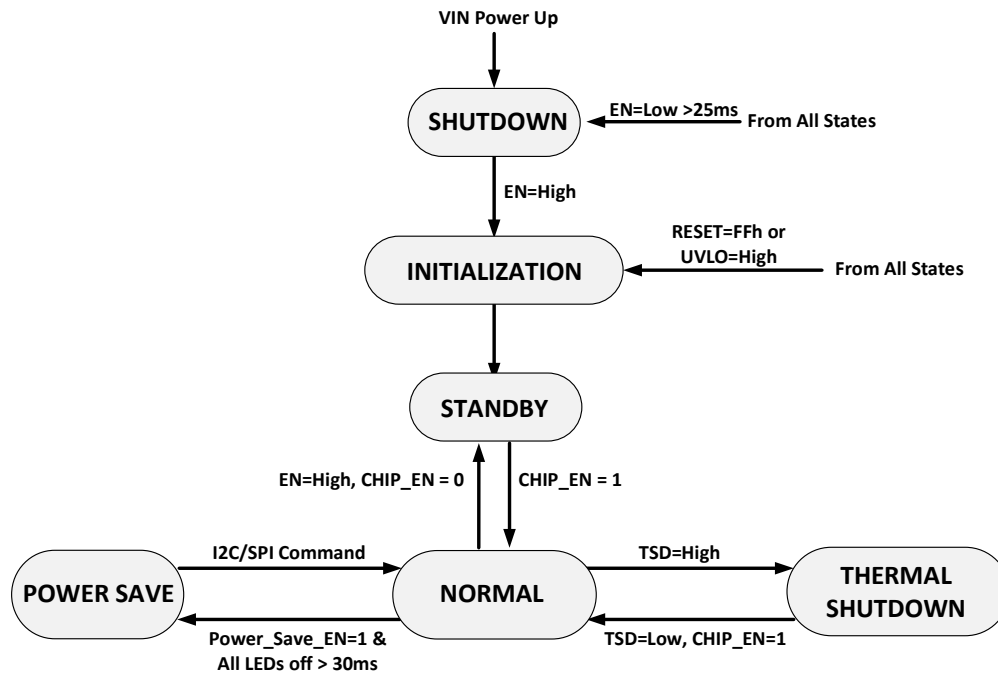 VIN Power Up
SHUTDOWN
EN=Low >25ms
From All States
EN=High
RESET=FFh or
UVLO=High
INITIALIZATION
From All States
STANDBY
EN=High, CHIP_EN = 0
CHIP_EN = 1
I2C/SPI Command
TSD=High
POWER SAVE
NORMAL
THERMAL
SHUTDOWN
Power_Save_EN=1 &
All LEDs off > 30ms
TSD=Low, CHIP_EN=1